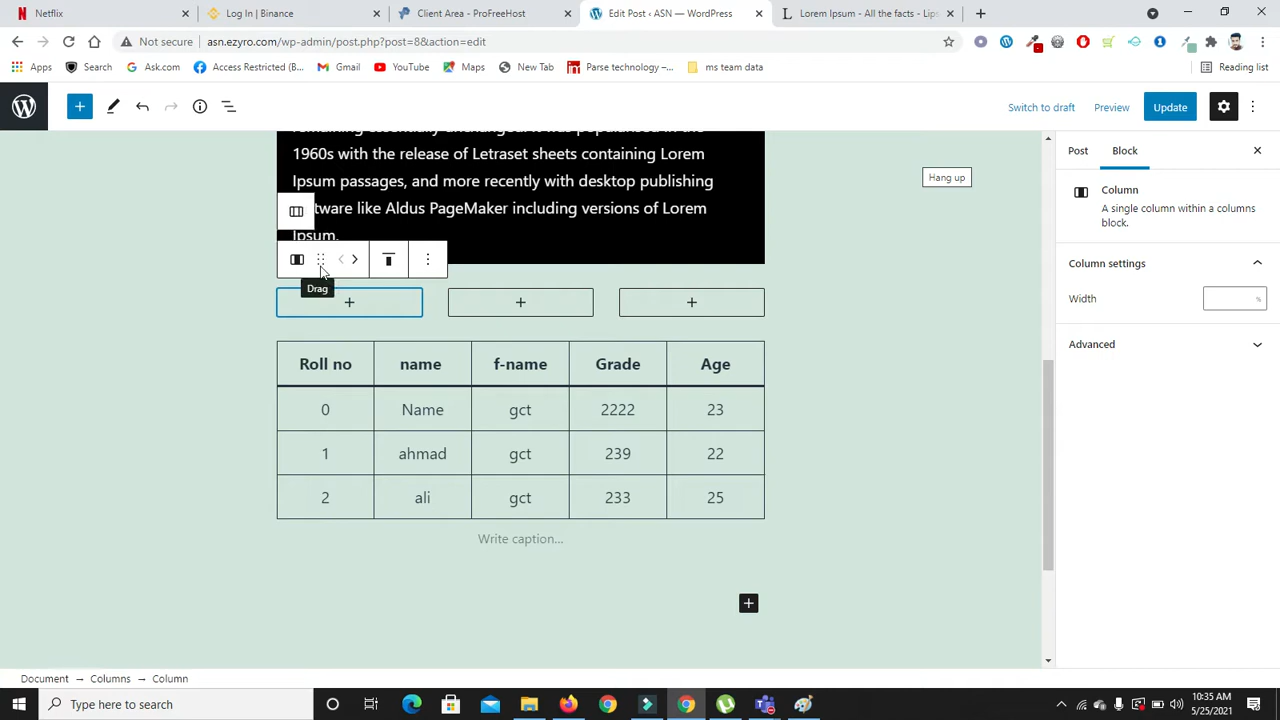 Netflix
Log In | Binance
Client Area - ProFreeHost
Edit Post ‹ ASN — WordPress
Lorem Ipsum - All the facts - Lips
Not secure
asn.ezyro.com/wp-admin/post.php?post=8&action=edit
Apps
Search
Ask.com
Access Restricted (B...
Gmail
YouTube
Maps
New Tab
Parse technology –...
ms team data
Reading list
Switch to draft
Preview
Update
1960s with the release of Letraset sheets containing Lorem
Ipsum passages, and more recently with desktop publishing
tware like Aldus PageMaker including versions of Lorem
Ipsum.
Drag
Hang up
Post
Block
Column
A single column within a columns
block.
Column settings
Width
%
Advanced
Roll no name f-name Grade Age
0 Name gct 2222 23
1 ahmad gct 239 22
2 ali gct 233 25
Write caption...
Document → Columns → Column
Type here to search
10:35 AM
5/25/2021